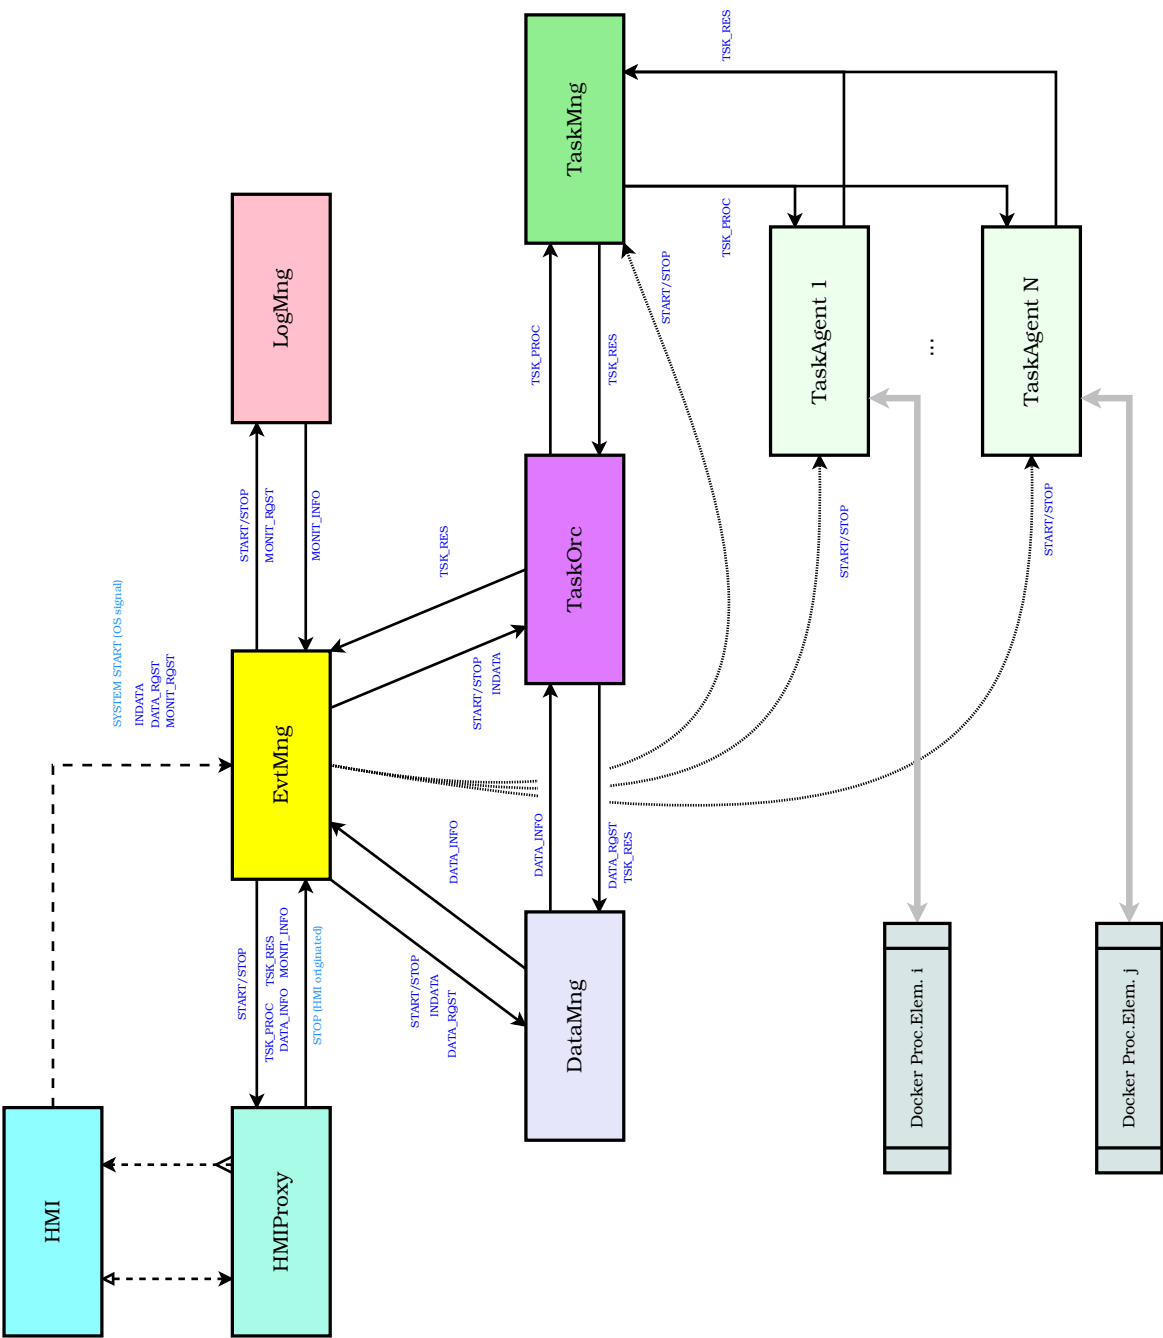 HMI
HMIProxy
SYSTEM START (OS signal)
INDATA
DATA_RQST
MONIT_RQST
START/STOP
TSK_PROC TSK_RES
DATA_INFO MONIT_INFO
STOP (HMI originated)
EvtMng
START/STOP
MONIT_RQST
MONIT_INFO
LogMng
START/STOP
INDATA
DATA_RQST
DATA_INFO
START/STOP
INDATA
TSK_RES
DataMng
DATA_INFO
DATA_RQST
TSK_RES
TaskOrc
TSK_PROC
TSK_RES
TaskMng
START/STOP
TSK_PROC
TSK_RES
START/STOP
TaskAgent 1
...
START/STOP
TaskAgent N
Docker Proc.Elem. i
Docker Proc.Elem. j